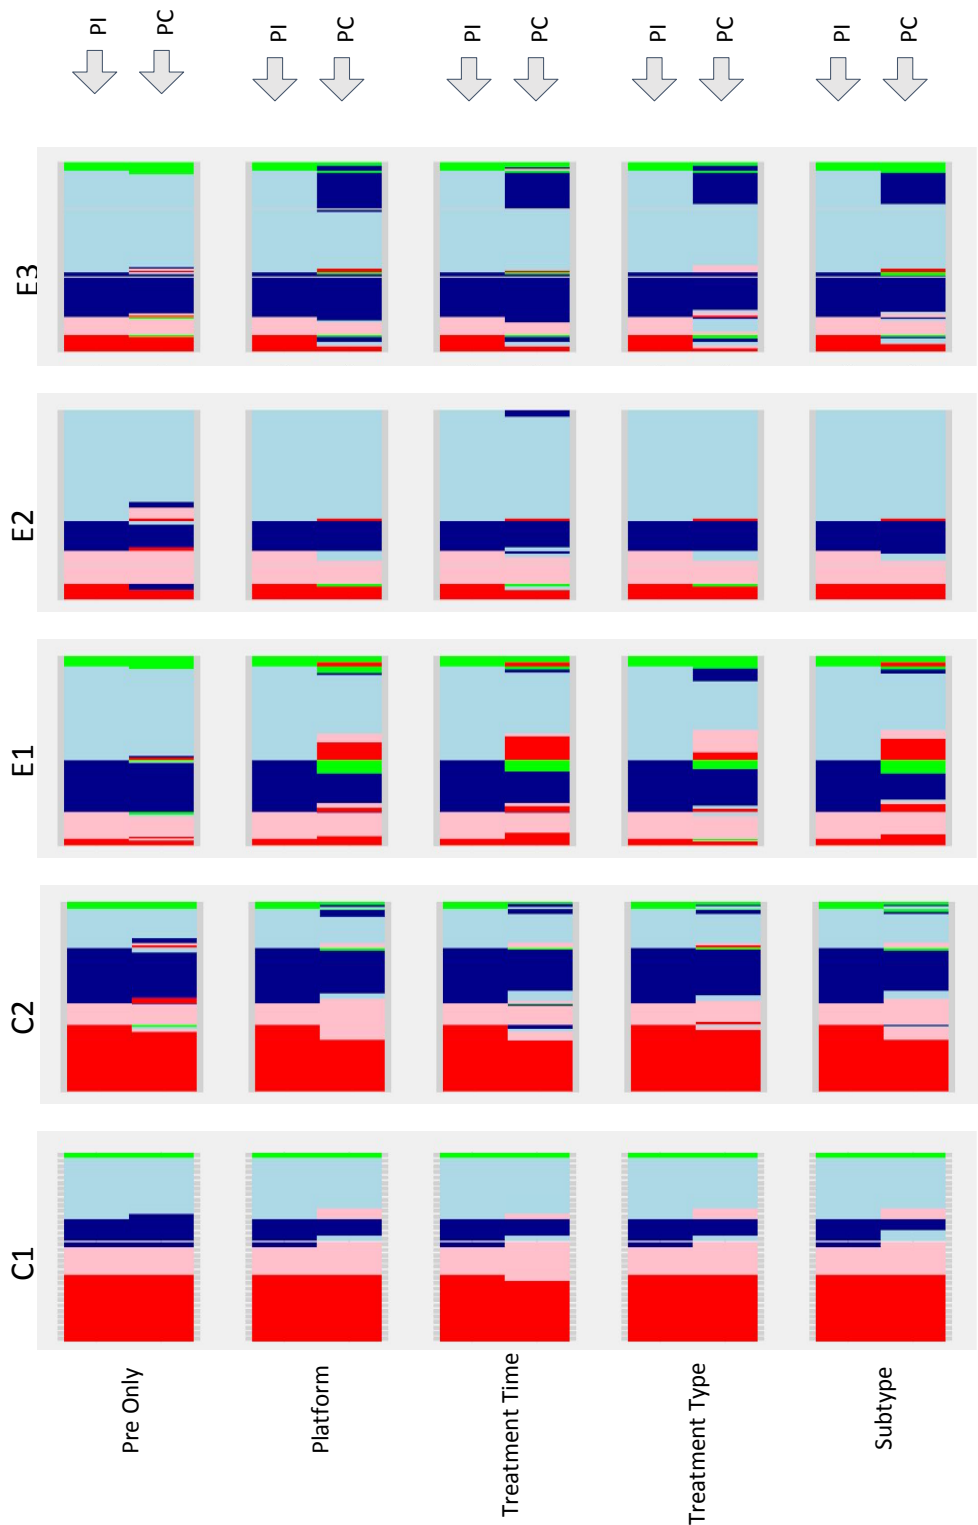 C1
C2
E1
E2
E3
Pre Only
PI
PC
Platform
PI
PC
Treatment Time
PI
PC
Treatment Type
PI
PC
Subtype
PI
PC